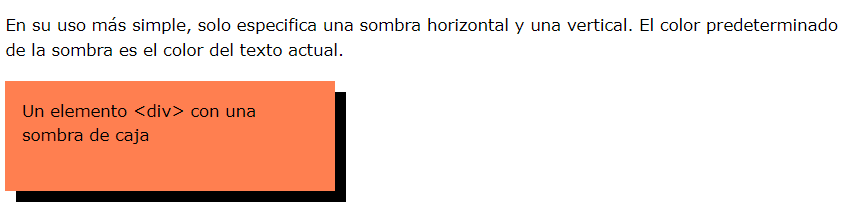 En su uso más simple, solo especifica una sombra horizontal y una vertical. El color predeterminado
de la sombra es el color del texto actual.
Un elemento <div> con una
sombra de caja